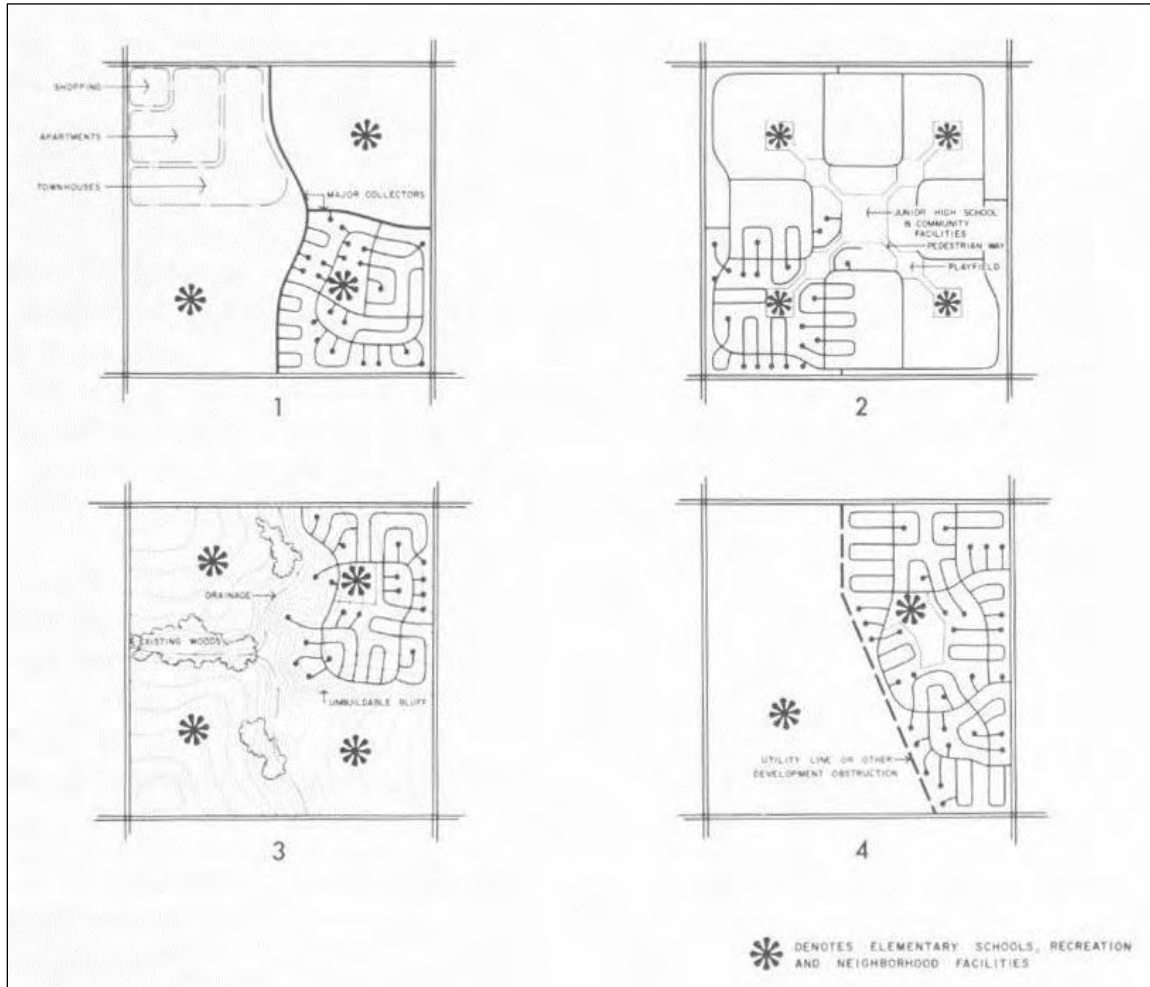 SHOPPING
APARTMENTS
TOWNHOUSES
MAJOR COLLECTORS
1
JUNIOR HIGH SCHOOL
& COMMUNITY
FACILITIES
PEDESTRIAN WAY
PLAYFIELD
2
DRAINAGE
EXISTING WOODS
UNBUILDABLE BLUFF
3
UTILITY LINE OR OTHER
DEVELOPMENT OBSTRUCTION
4
DENOTES ELEMENTARY SCHOOLS, RECREATION
AND NEIGHBORHOOD FACILITIES